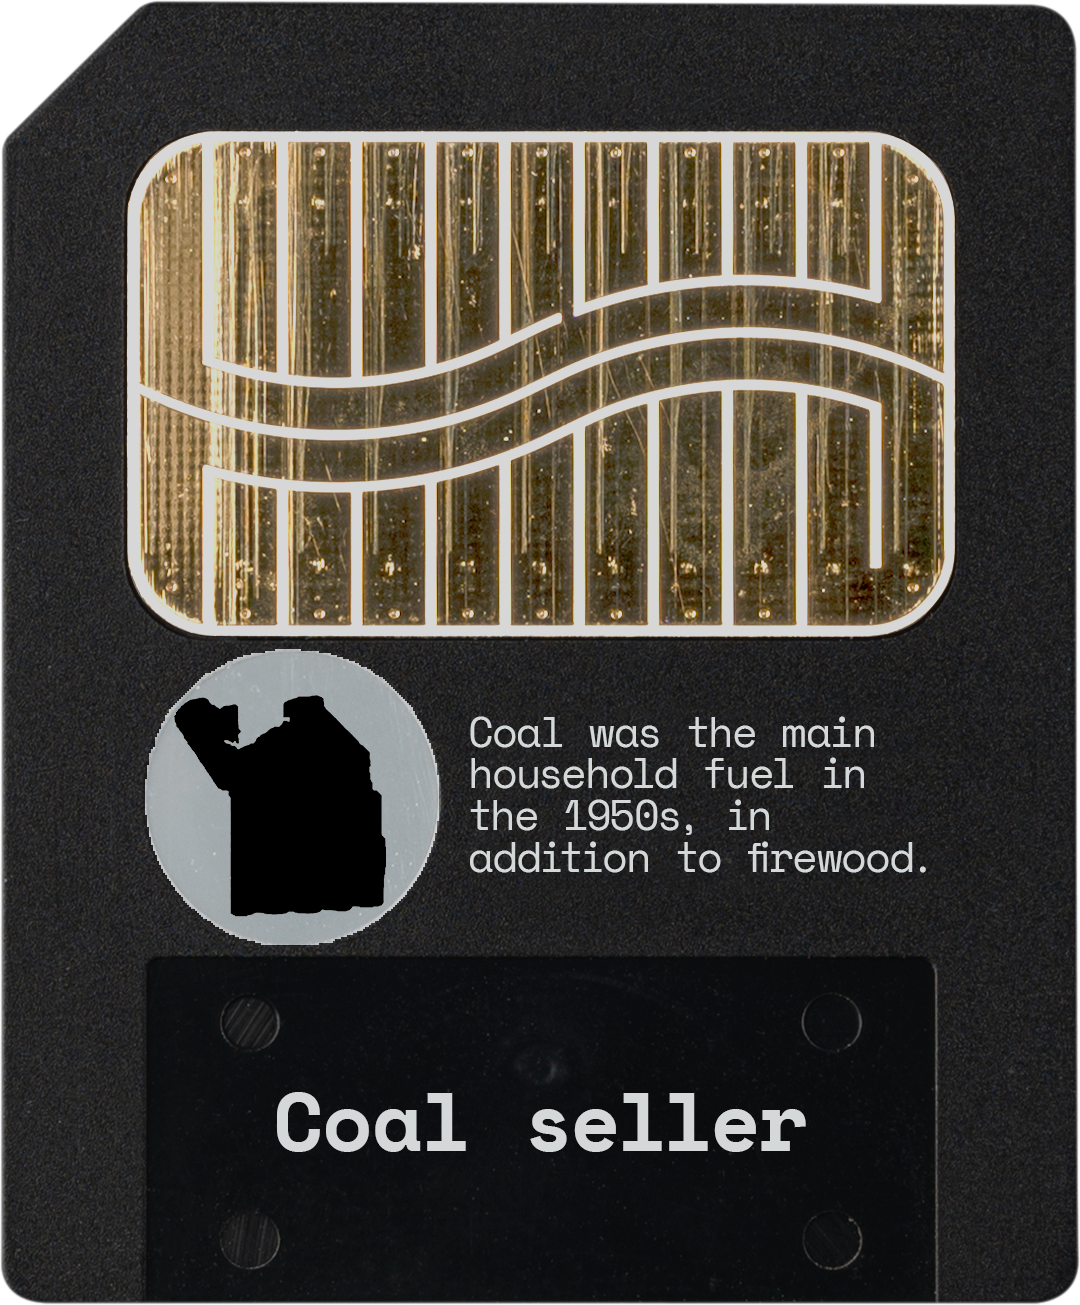 Coal was the main
household fuel in
the 1950s, in
addition to firewood.
Coal seller